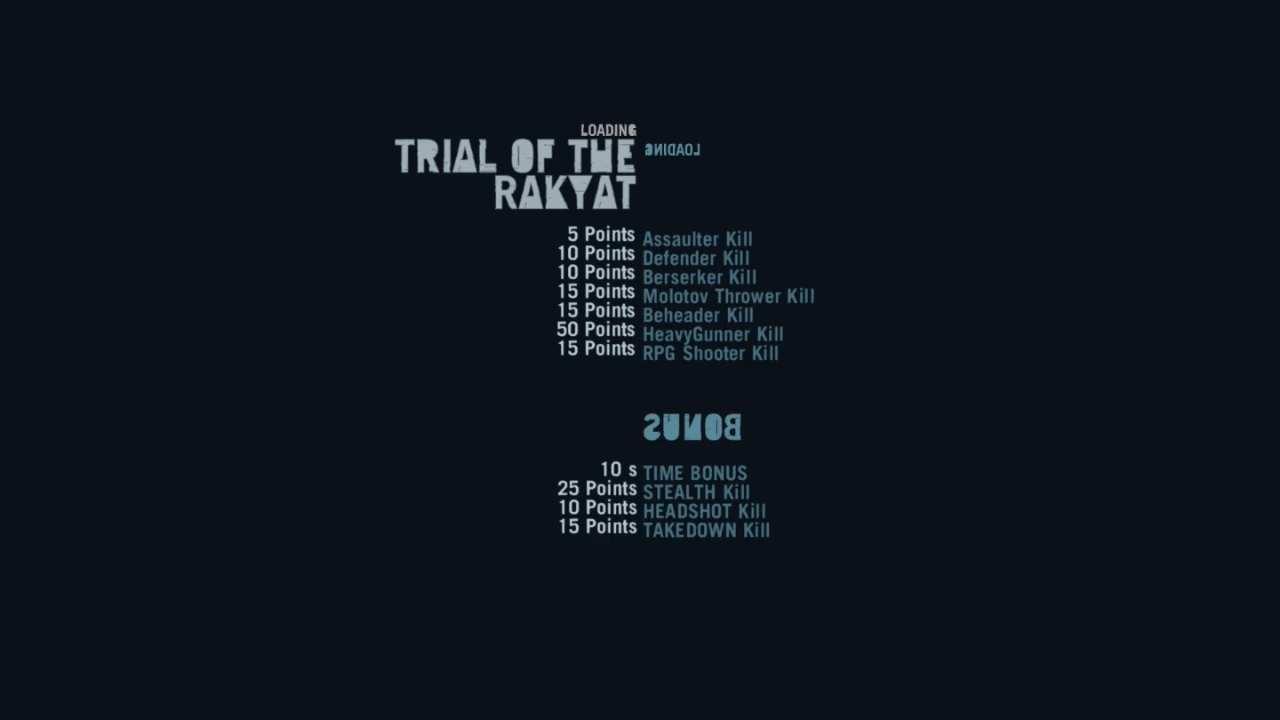 LOADING
TRIAL OF THE
LOADING
RAKYAT
5 Points Assaulter Kill
10 Points Defender Kill
10 Points Berserker Kill
15 Points Molotov Thrower Kill
15 Points Beheader Kill
50 Points HeavyGunner Kill
15 Points RPG Shooter Kill
BONUS
10 s TIME BONUS
25 Points STEALTH Kill
10 Points HEADSHOT Kill
15 Points TAKEDOWN Kill